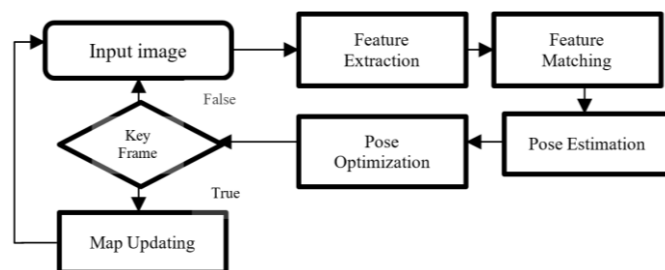 Input image
Feature
Extraction
Feature
Matching
False
Key
Frame
Pose
Optimization
Pose Estimation
True
Map Updating